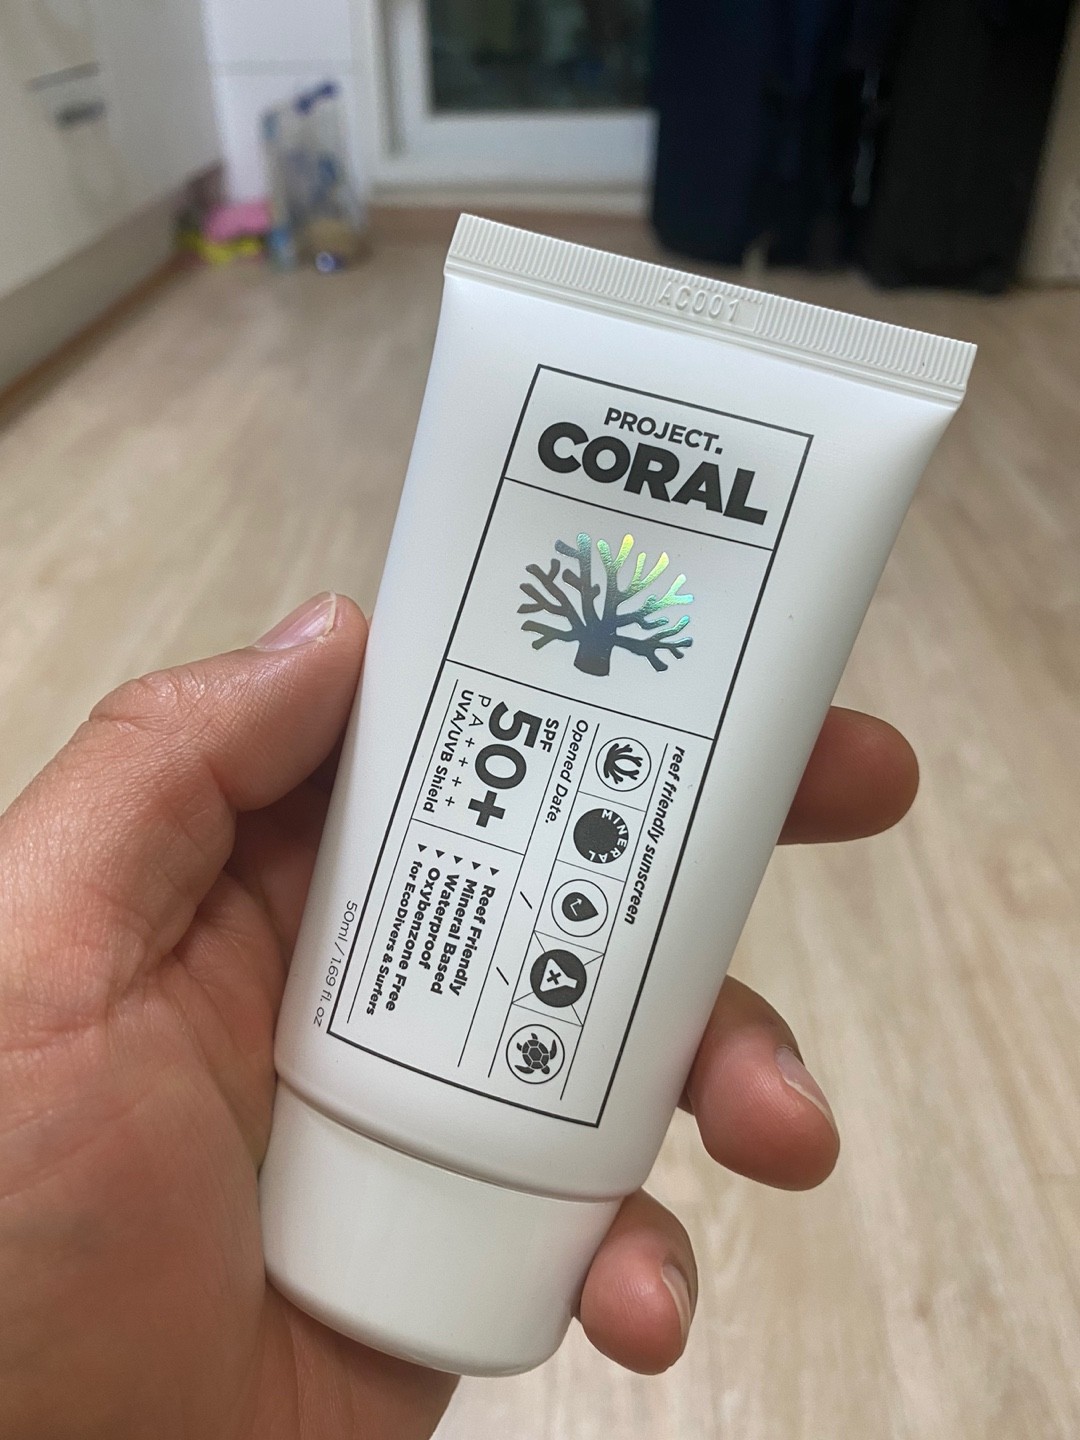 AC001
PROJECT.
CORAL
reef friendly sunscreen
MINERAL
Opened Date. / /
SPF
50+
PA++++
UVA/UVB Shield
▸ Reef Friendly
▸ Mineral Based
▸ Waterproof
▸ Oxybenzone Free
for EcoDivers & Surfers
50ml / 1.69 fl. oz